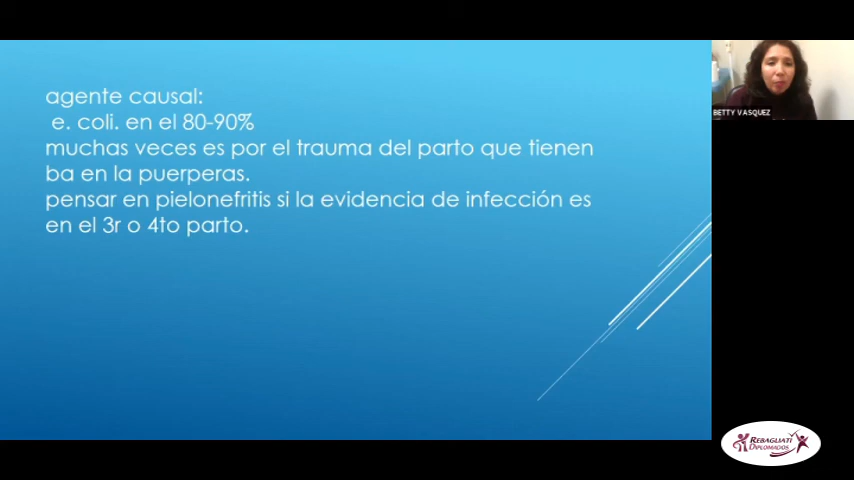 agente causal:
e. coli. en el 80-90%
muchas veces es por el trauma del parto que tienen
ba en la puerperas.
pensar en pielonefritis si la evidencia de infección es
en el 3r o 4to parto.
BETTY VASQUEZ
REBAGLIATI
DIPLOMADOS